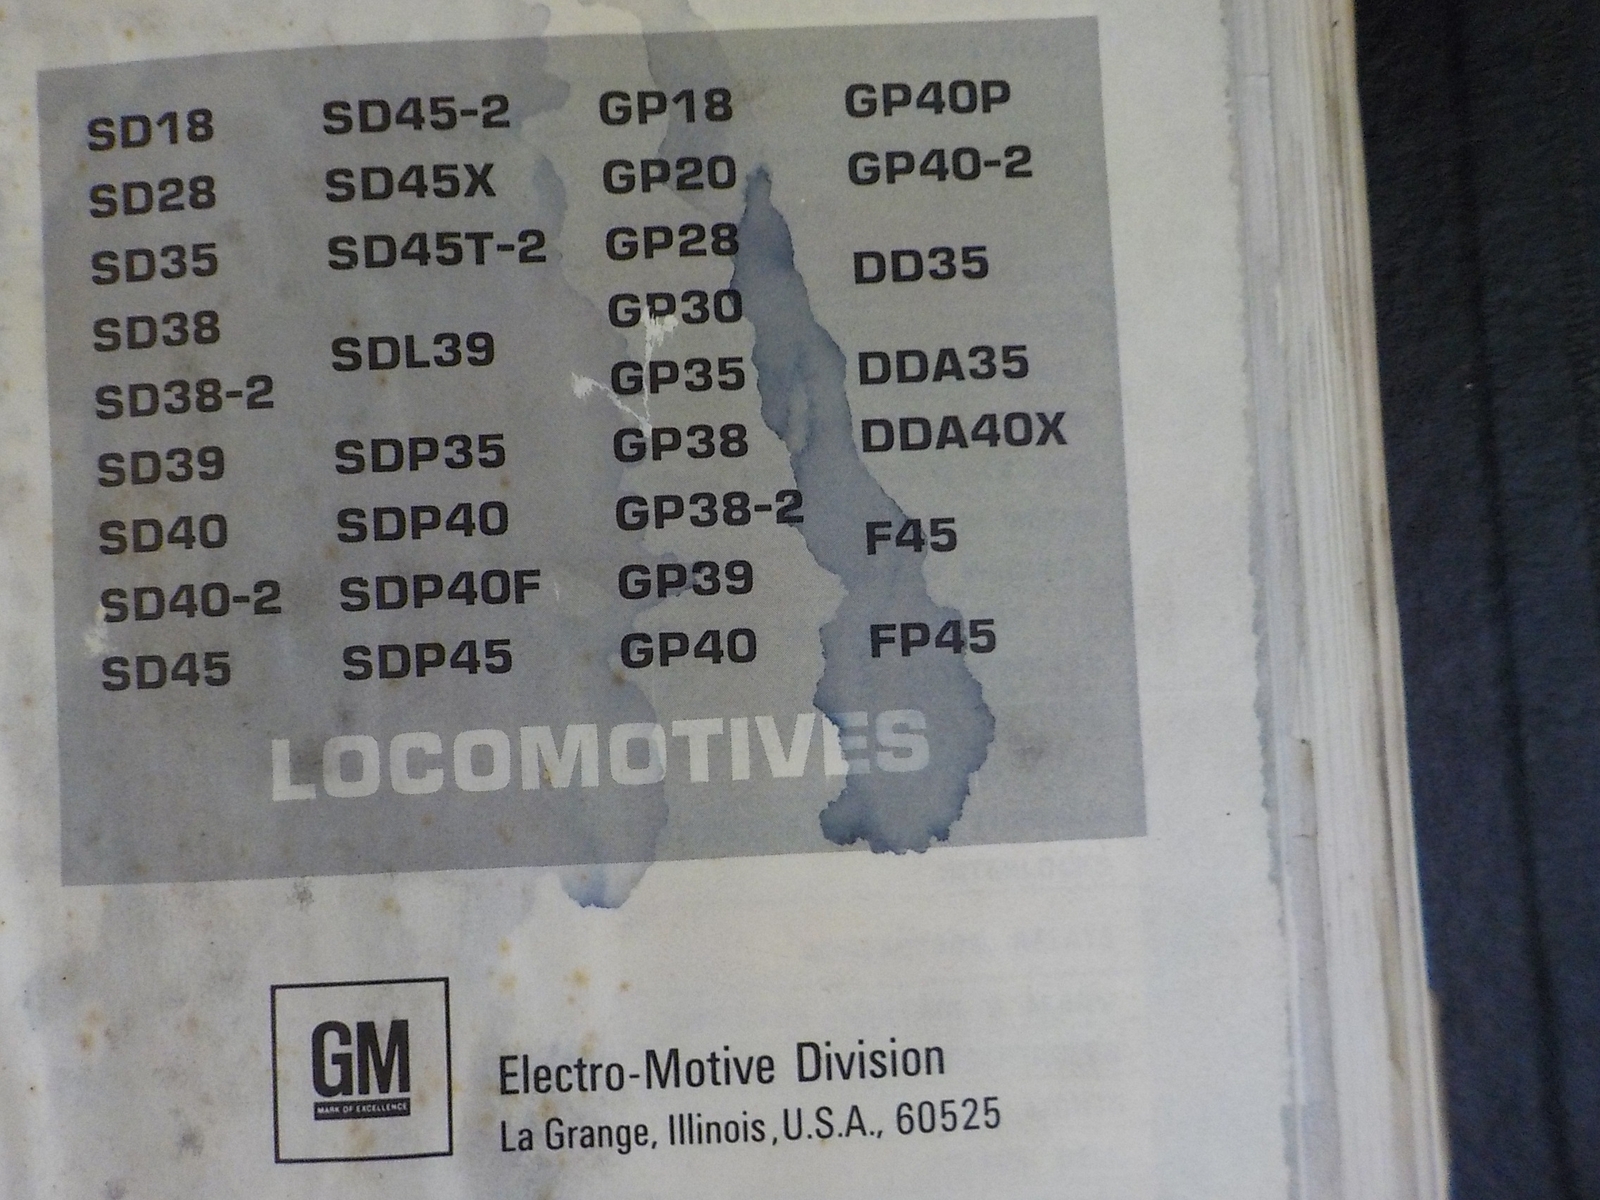 SD18
SD28
SD35
SD38
SD38-2
SD39
SD40
SD40-2
SD45
SD45-2
SD45X
SD45T-2
SDL39
SDP35
SDP40
SDP40F
SDP45
GP18
GP20
GP28
GP30
GP35
GP38
GP38-2
GP39
GP40
GP40P
GP40-2
DD35
DDA35
DDA40X
F45
FP45
LOCOMOTIVES
GM
MARK OF EXCELLENCE
Electro-Motive Division
La Grange, Illinois, U.S.A., 60525